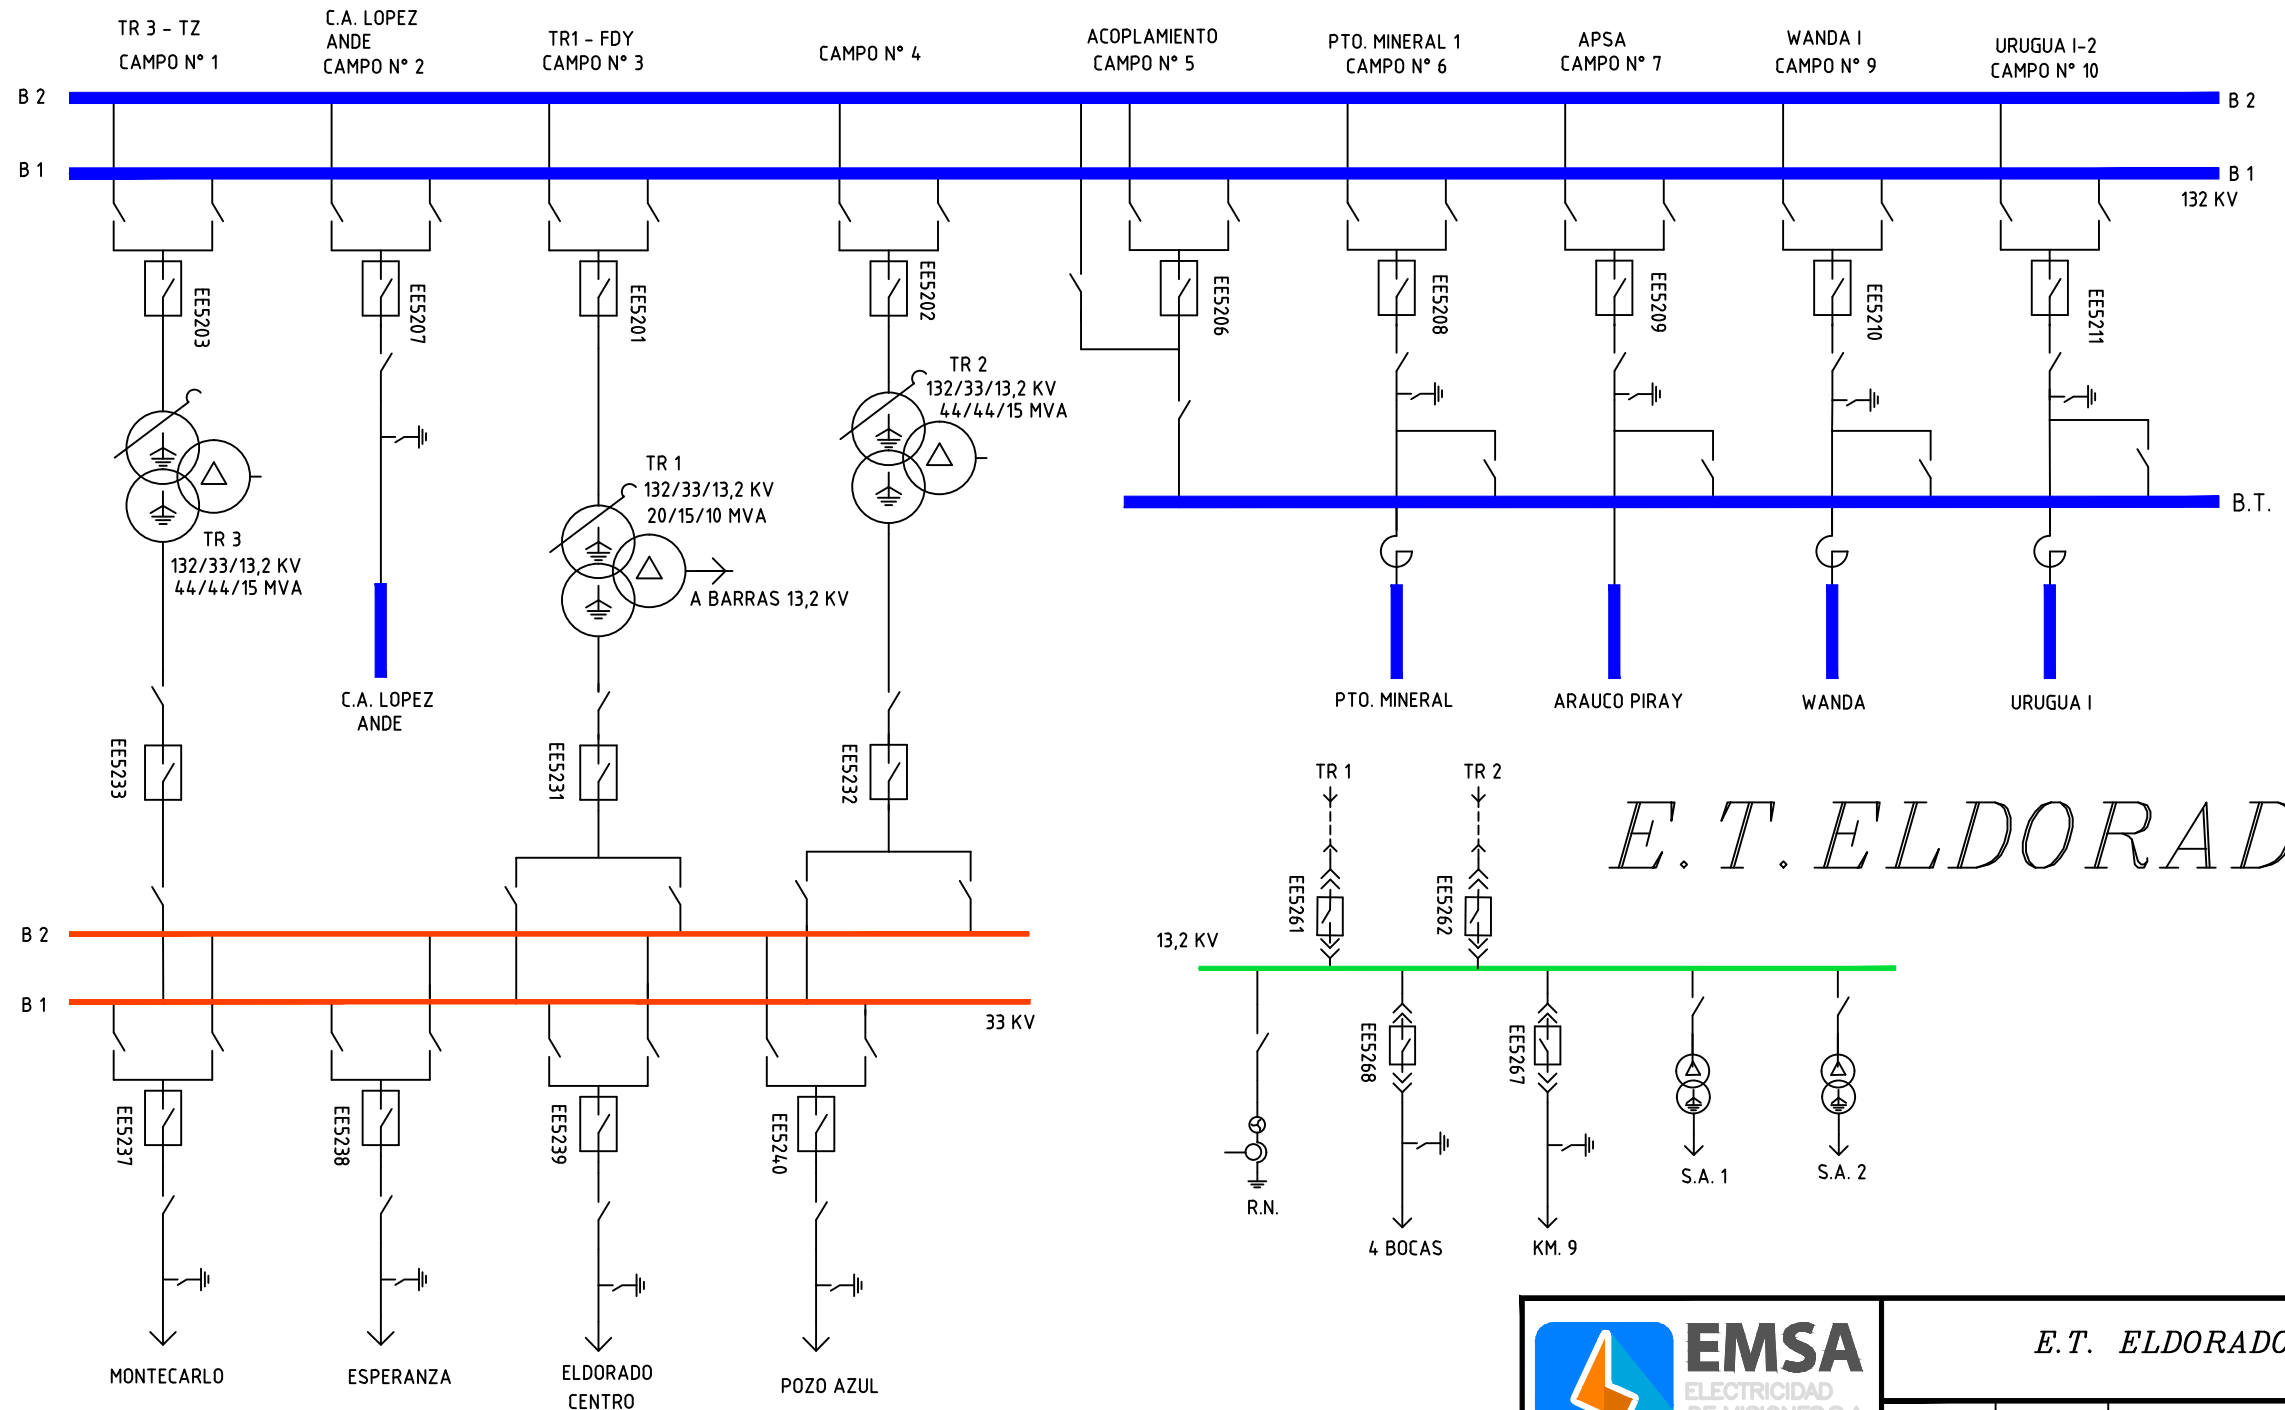 TR 3 - TZ
CAMPO N° 1
C.A. LOPEZ
ANDE
CAMPO N° 2
TR1 - FDY
CAMPO N° 3
CAMPO N° 4
ACOPLAMIENTO
CAMPO N° 5
PTO. MINERAL 1
CAMPO N° 6
APSA
CAMPO N° 7
WANDA I
CAMPO N° 9
URUGUA I-2
CAMPO N° 10
B 2
B 2
B 1
B 1
132 KV
EE5203
EE5207
EE5201
EE5202
EE5206
EE5208
EE5209
EE5210
EE5211
TR 2
132/33/13,2 KV
44/44/15 MVA
TR 1
132/33/13,2 KV
20/15/10 MVA
B.T.
TR 3
132/33/13,2 KV
44/44/15 MVA
A BARRAS 13,2 KV
C.A. LOPEZ
ANDE
PTO. MINERAL
ARAUCO PIRAY
WANDA
URUGUA I
EE5233
EE5231
EE5232
TR 1
TR 2
E.T. ELDORAD
EE5261
EE5262
B 2
13,2 KV
B 1
33 KV
EE5268
EE5267
EE5237
EE5238
EE5239
EE5240
S.A. 1
S.A. 2
R.N.
4 BOCAS
KM. 9
MONTECARLO
ESPERANZA
ELDORADO
CENTRO
POZO AZUL
EMSA
ELECTRICIDAD
E.T. ELDORADO